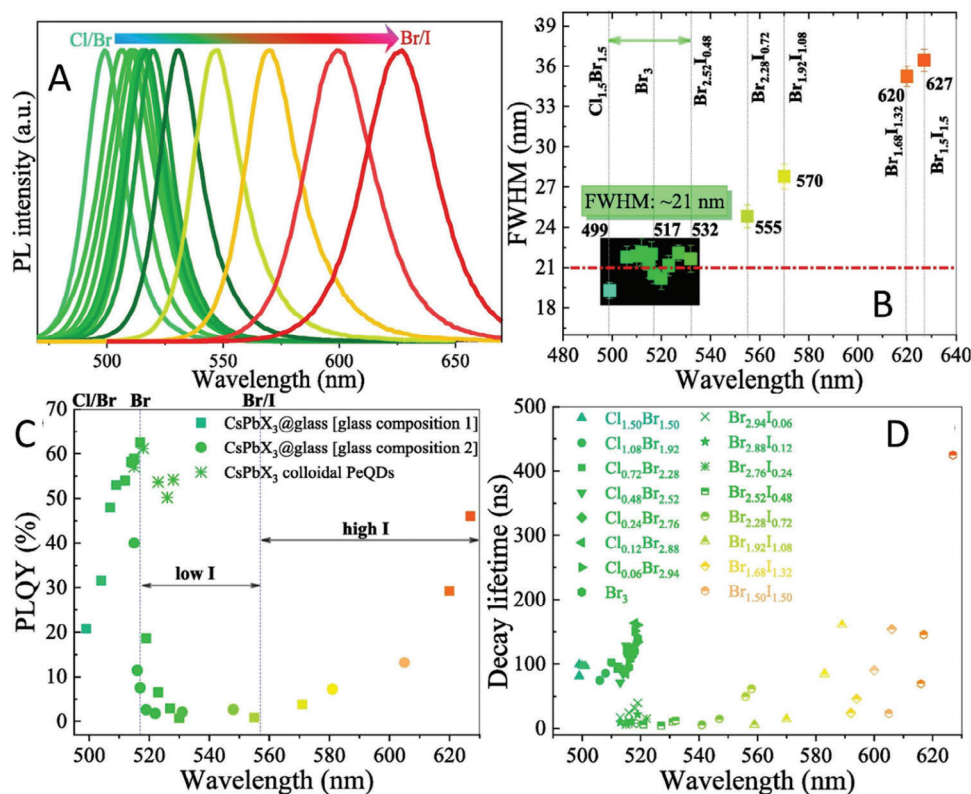 A
Cl/Br
Br/I
PL intensity (a.u.)
500
550
600
650
Wavelength (nm)
B
FWHM (nm)
36
33
30
27
24
21
18
Cl1.5Br1.5
Br3
Br2.52I0.48
Br2.28I0.72
Br1.92I1.08
Br1.68I1.32
Br1.5I1.5
620
627
570
555
FWHM: ~21 nm
499
517
532
480
500
520
540
560
580
600
620
640
Wavelength (nm)
C
Cl/Br
Br
Br/I
PLQY (%)
70
60
50
40
30
20
10
0
CsPbX3@glass [glass composition 1]
CsPbX3@glass [glass composition 2]
CsPbX3 colloidal PeQDs
high I
low I
500
520
540
560
580
600
620
Wavelength (nm)
D
Decay lifetime (ns)
500
400
300
200
100
0
Cl1.50Br1.50
Cl1.08Br1.92
Cl0.72Br2.28
Cl0.48Br2.52
Cl0.24Br2.76
Cl0.12Br2.88
Cl0.06Br2.94
Br3
Br2.94I0.06
Br2.88I0.12
Br2.76I0.24
Br2.52I0.48
Br2.28I0.72
Br1.92I1.08
Br1.68I1.32
Br1.50I1.50
500
520
540
560
580
600
620
Wavelength (nm)